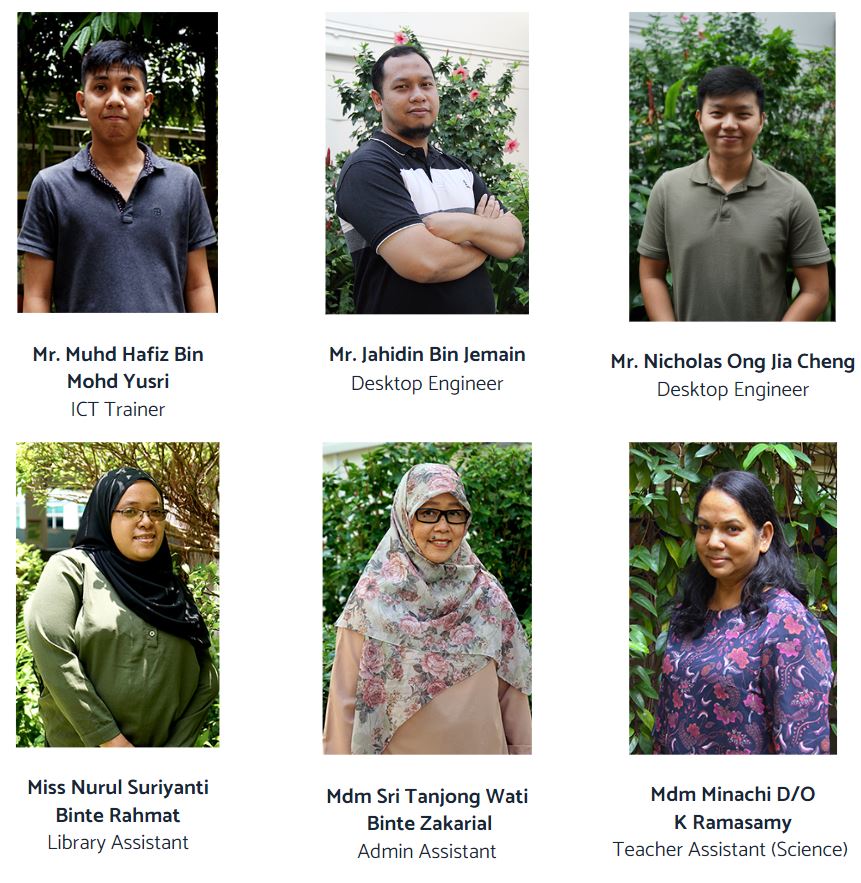 Mr. Muhd Hafiz Bin
Mohd Yusri
ICT Trainer
Mr. Jahidin Bin Jemain
Desktop Engineer
Mr. Nicholas Ong Jia Cheng
Desktop Engineer
Miss Nurul Suriyanti
Binte Rahmat
Library Assistant
Mdm Sri Tanjong Wati
Binte Zakarial
Admin Assistant
Mdm Minachi D/O
K Ramasamy
Teacher Assistant (Science)